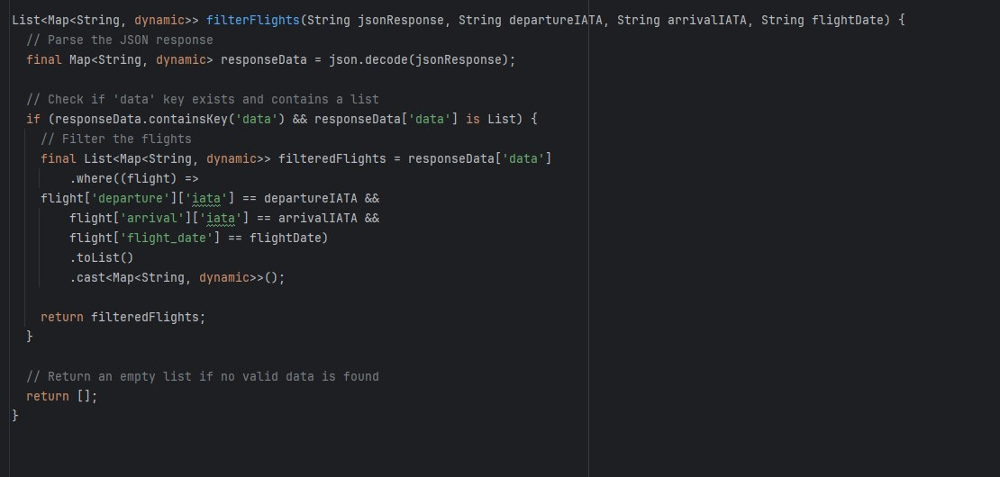 List<Map<String, dynamic>> filterFlights(String jsonResponse, String departureIATA, String arrivalIATA, String flightDate) {
  // Parse the JSON response
  final Map<String, dynamic> responseData = json.decode(jsonResponse);

  // Check if 'data' key exists and contains a list
  if (responseData.containsKey('data') && responseData['data'] is List) {
    // Filter the flights
    final List<Map<String, dynamic>> filteredFlights = responseData['data']
        .where((flight) =>
    flight['departure']['iata'] == departureIATA &&
        flight['arrival']['iata'] == arrivalIATA &&
        flight['flight_date'] == flightDate)
        .toList()
        .cast<Map<String, dynamic>>();

    return filteredFlights;
  }

  // Return an empty list if no valid data is found
  return [];
}